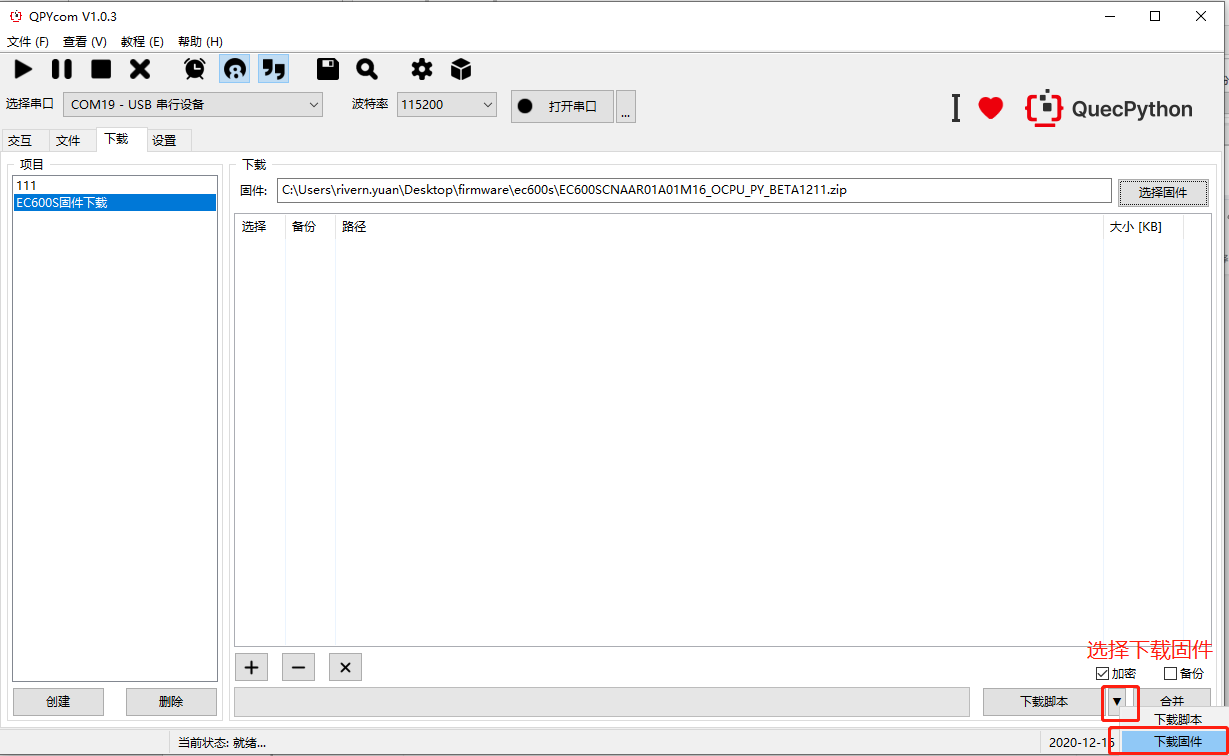 QPYcom V1.0.3
文件 (F) 查看 (V) 教程 (E) 帮助 (H)
选择串口 COM19 - USB 串行设备 波特率 115200 打开串口 ...
I QuecPython
交互 文件 下载 设置
项目 下载
111
EC600S固件下载
固件: C:\Users\rivern.yuan\Desktop\firmware\ec600s\EC600SCNAAR01A01M16_OCPU_PY_BETA1211.zip 选择固件
选择 备份 路径 大小 [KB]
选择下载固件
加密 备份
创建 删除 下载脚本 合并
下载脚本
当前状态: 就绪... 2020-12-15 下载固件